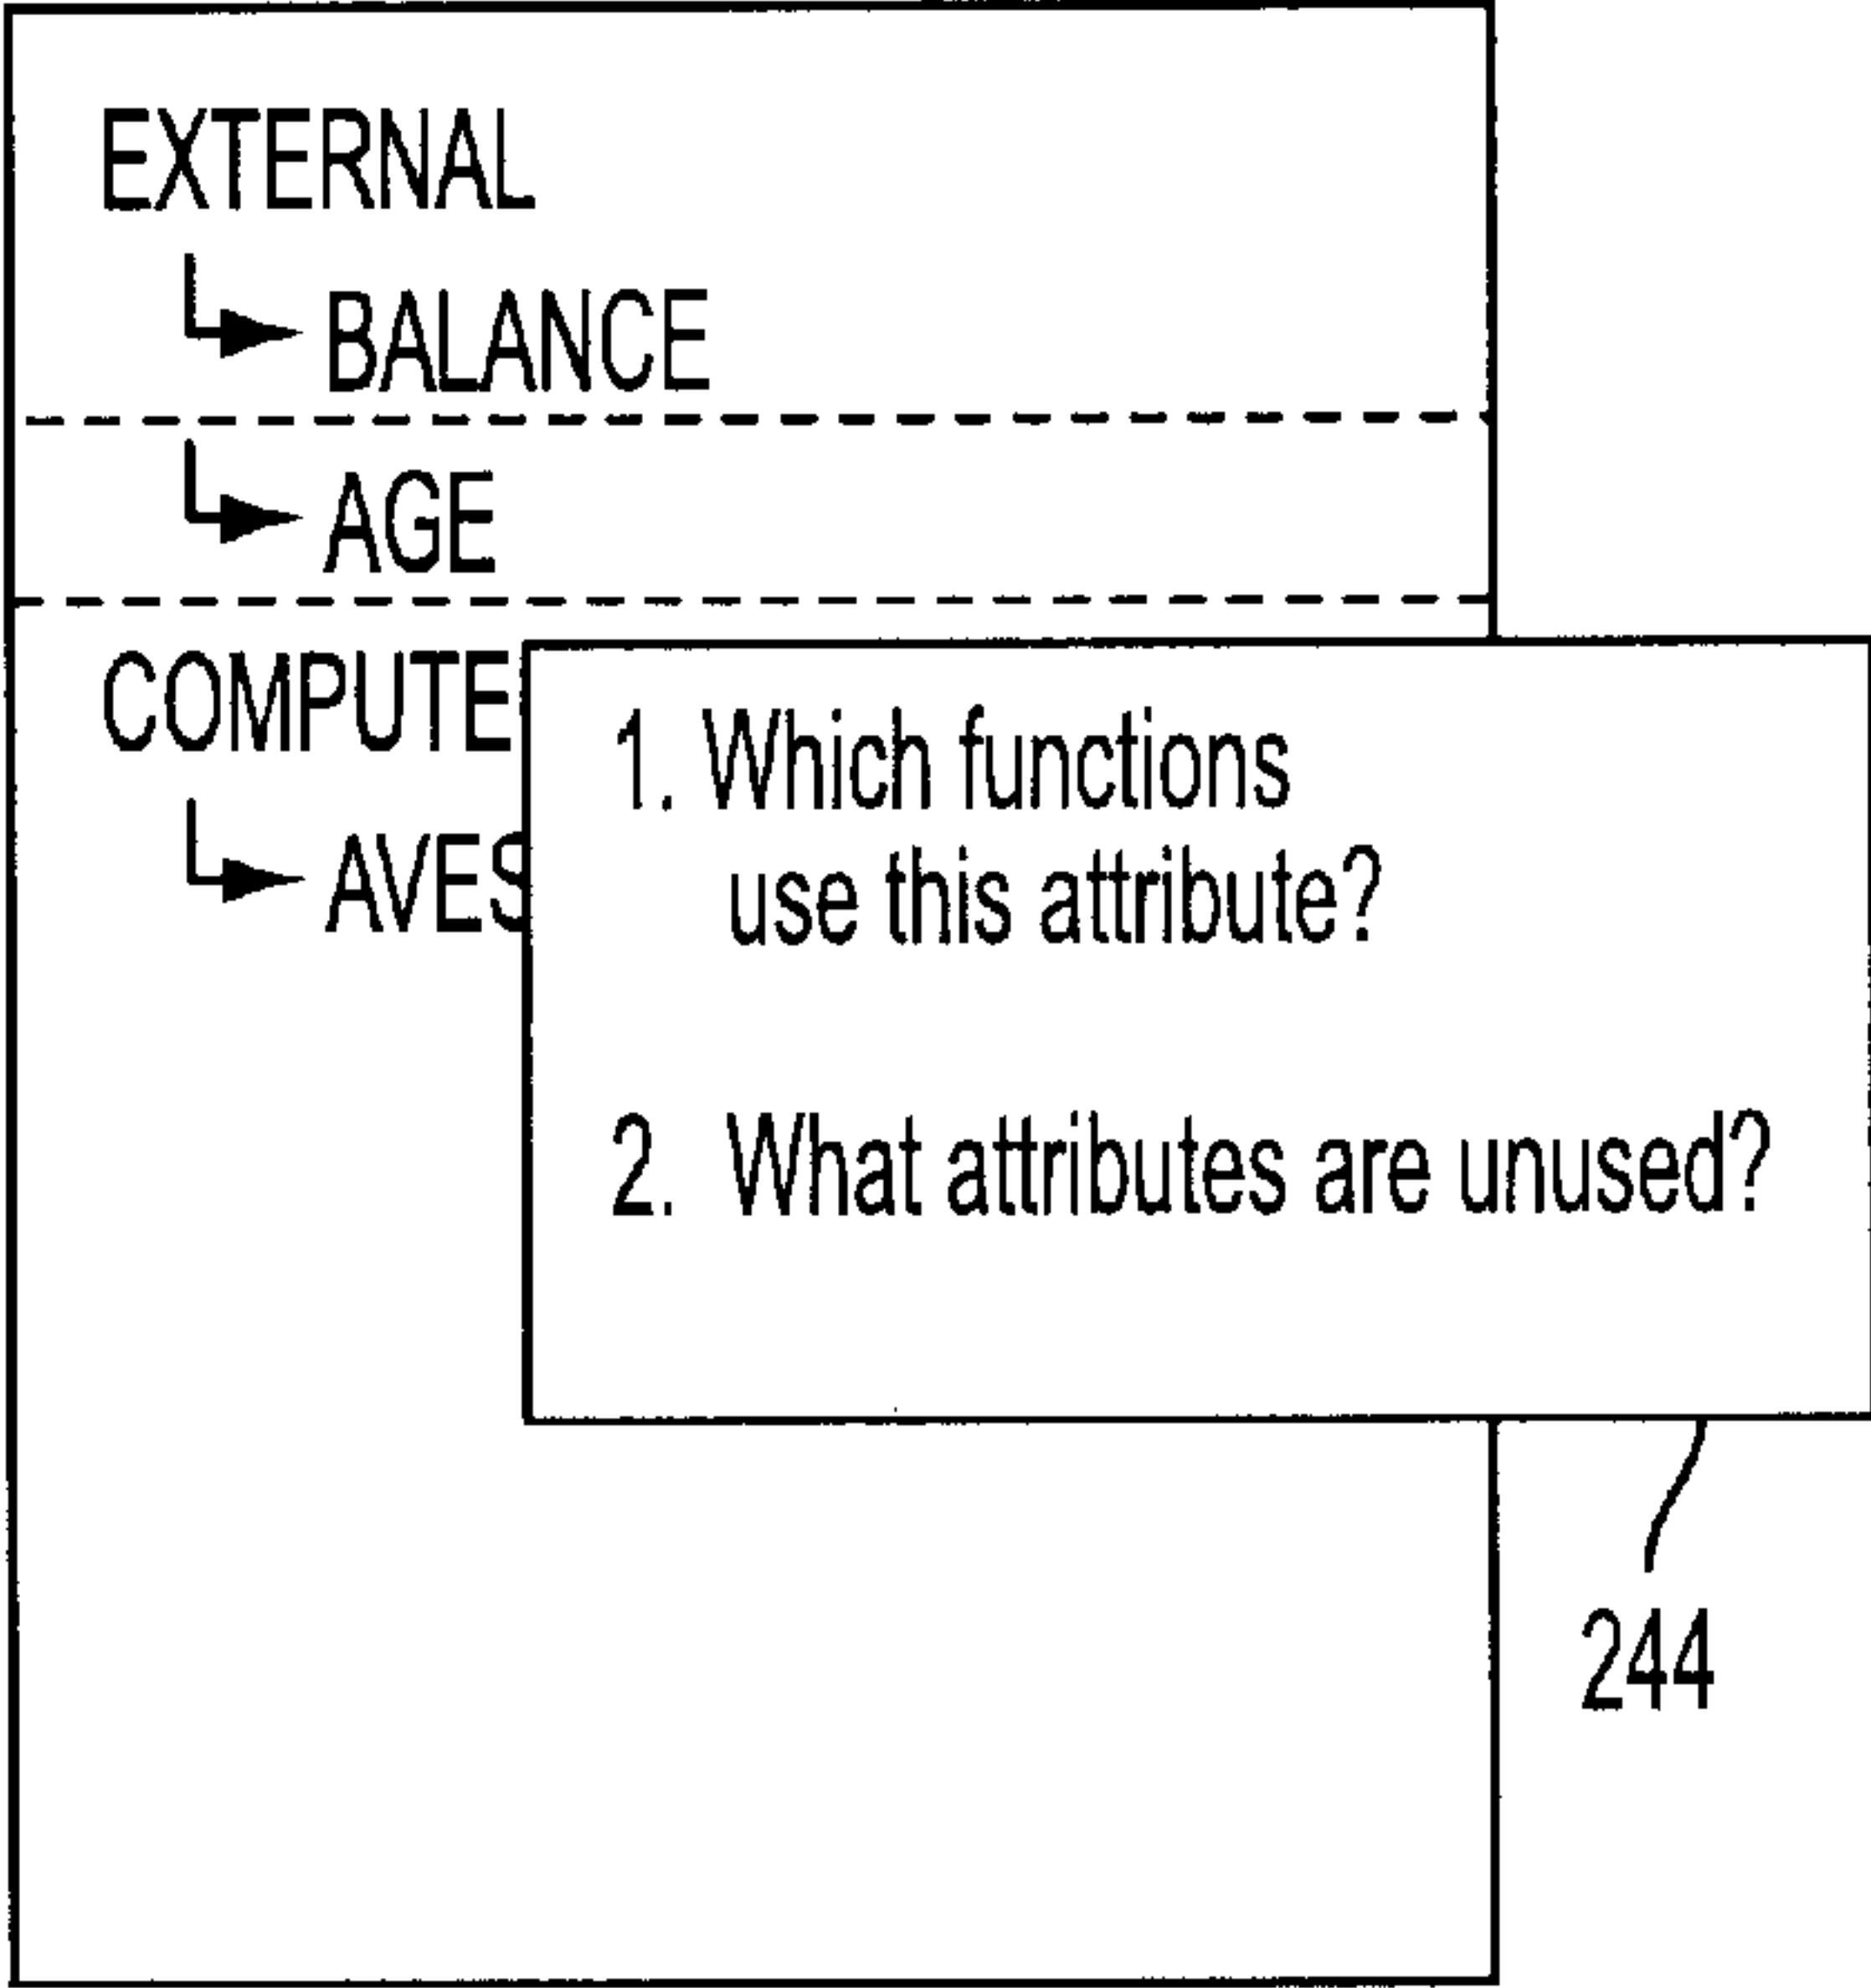 EXTERNAL
BALANCE
AGE
COMPUTE
AVES
1. Which functions
use this attribute?
2. What attributes are unused?
244